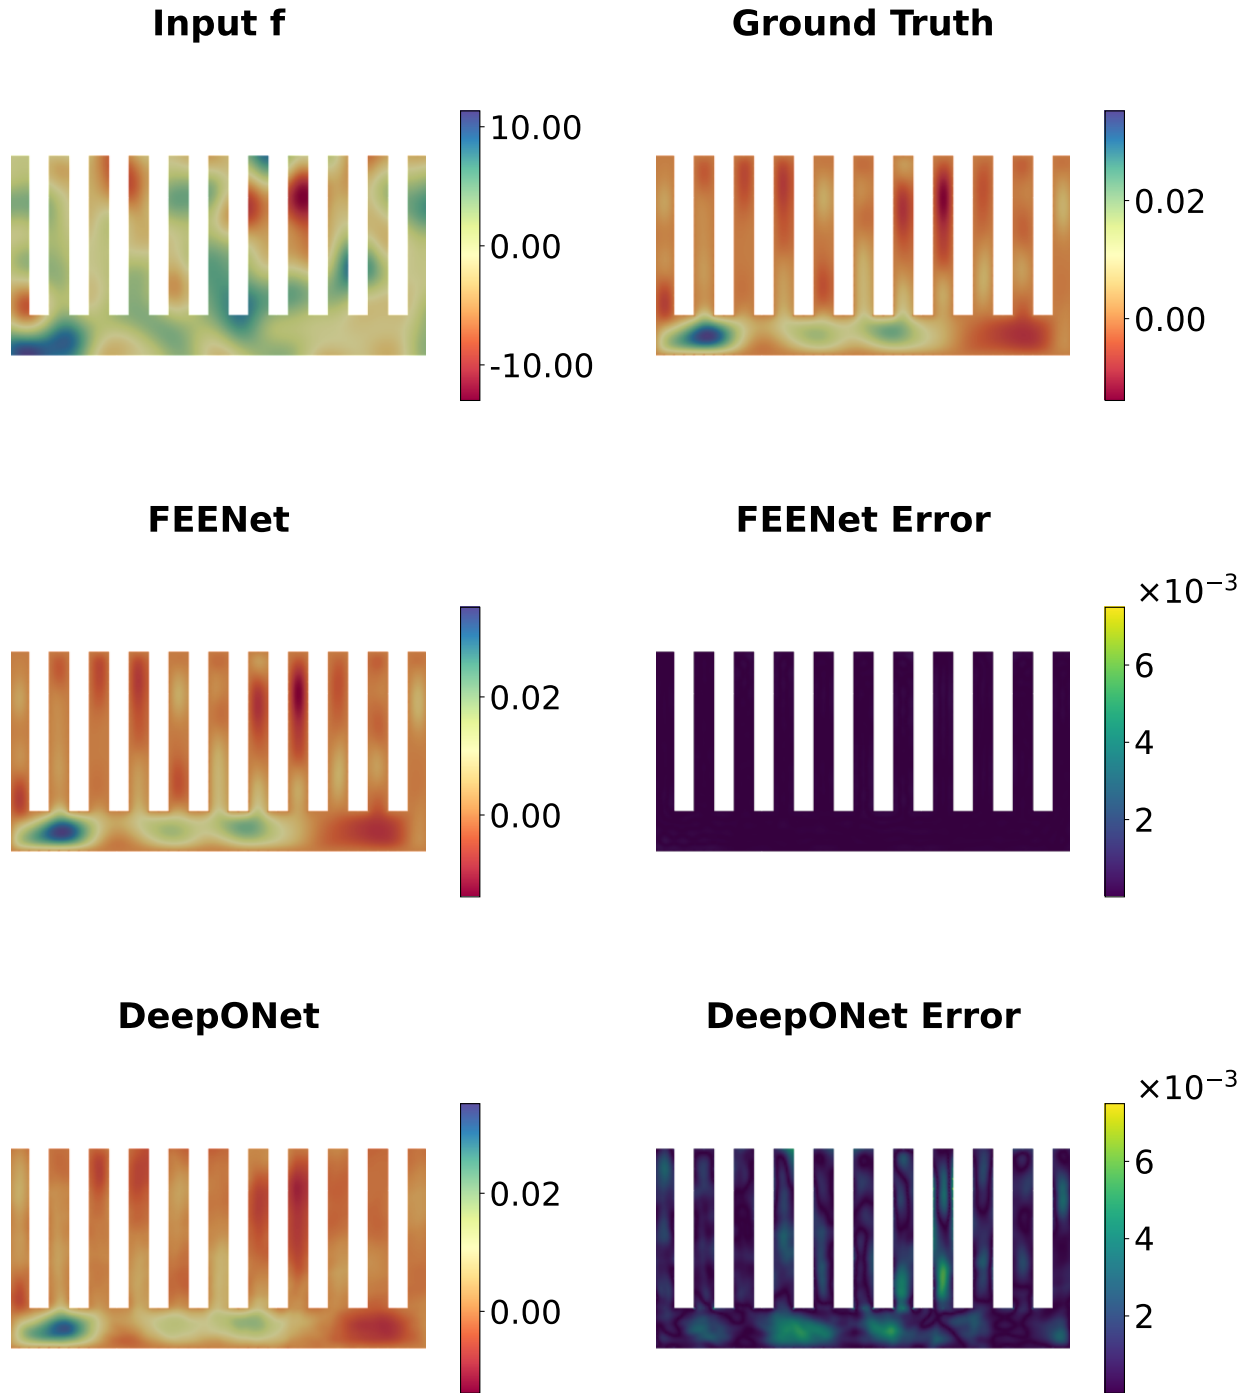 Input f
Ground Truth
10.00
0.00
-10.00
0.02
0.00
FEENet
FEENet Error
0.02
0.00
×10⁻³
6
4
2
DeepONet
DeepONet Error
0.02
0.00
×10⁻³
6
4
2